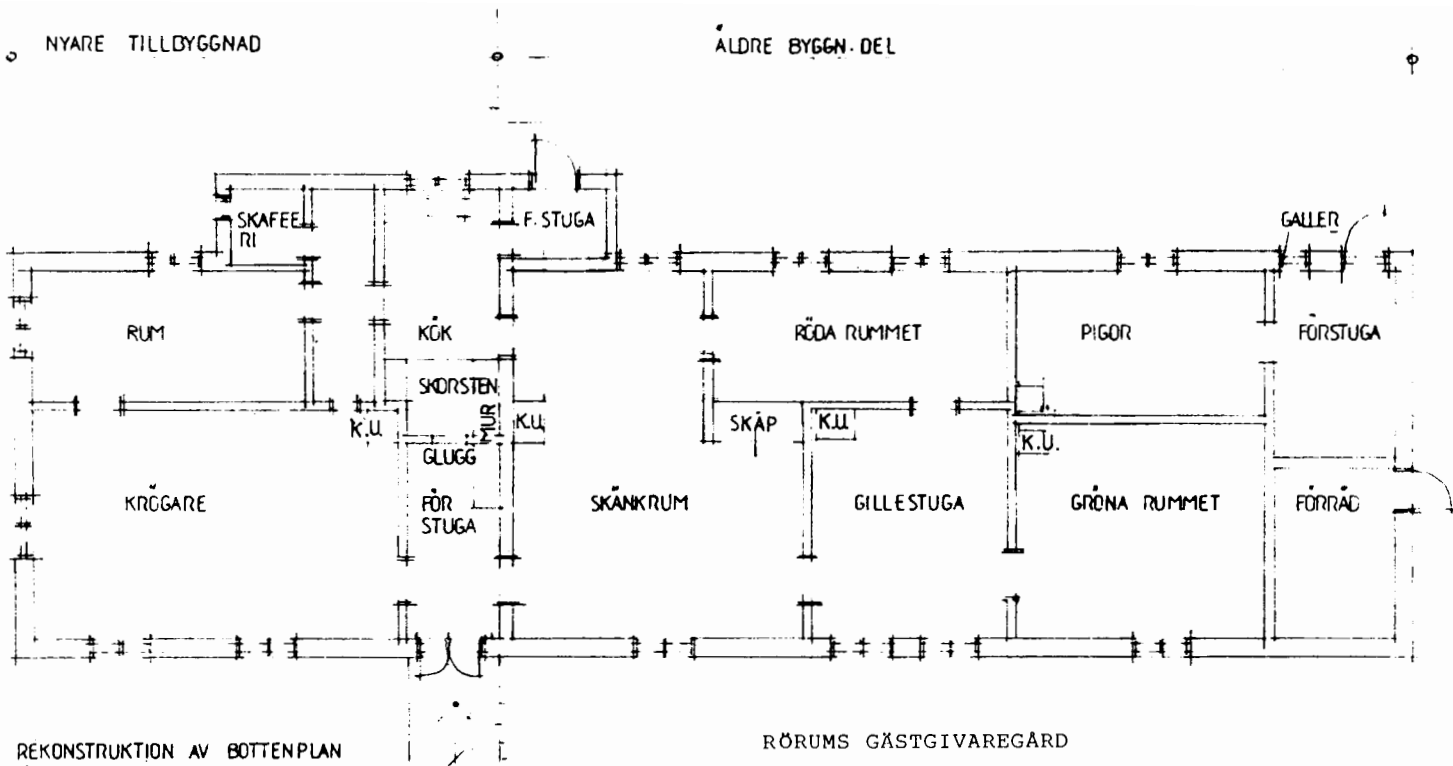 NYARE TILLBYGGNAD
ÄLDRE BYGGN. DEL
SKAFEE
RI
F. STUGA
GALLER
RUM
KÖK
RÖDA RUMMET
PIGOR
FÖRSTUGA
SKORSTEN
MUR
K.U.
K.U.
SKÅP
K.U.
K.U.
GLUGG
KRÖGARE
FÖR
STUGA
SKÄNKRUM
GILLESTUGA
GRÖNA RUMMET
FÖRRÅD
REKONSTRUKTION AV BOTTENPLAN
RÖRUMS GÄSTGIVAREGÅRD